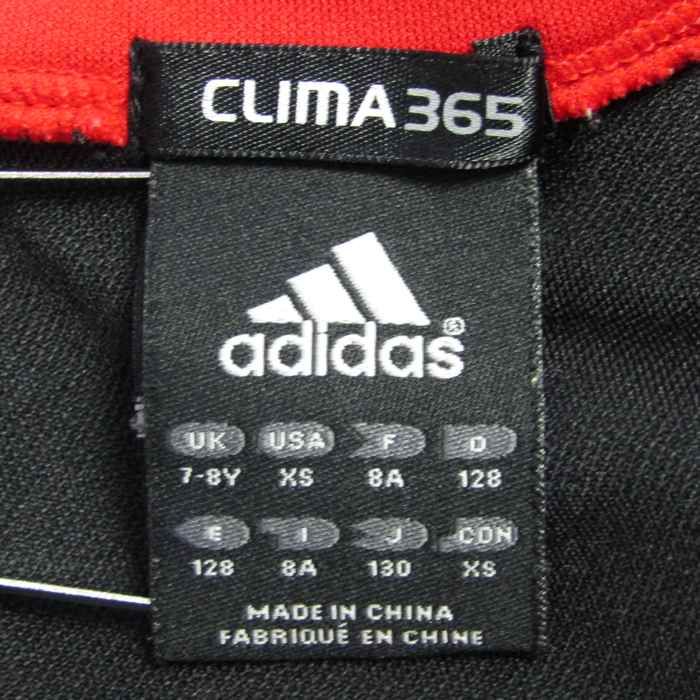 CLIMA365
adidas®
UK USA F D
7-8Y XS 8A 128
E I J CDN
128 8A 130 XS
MADE IN CHINA
FABRIQUÉ EN CHINE